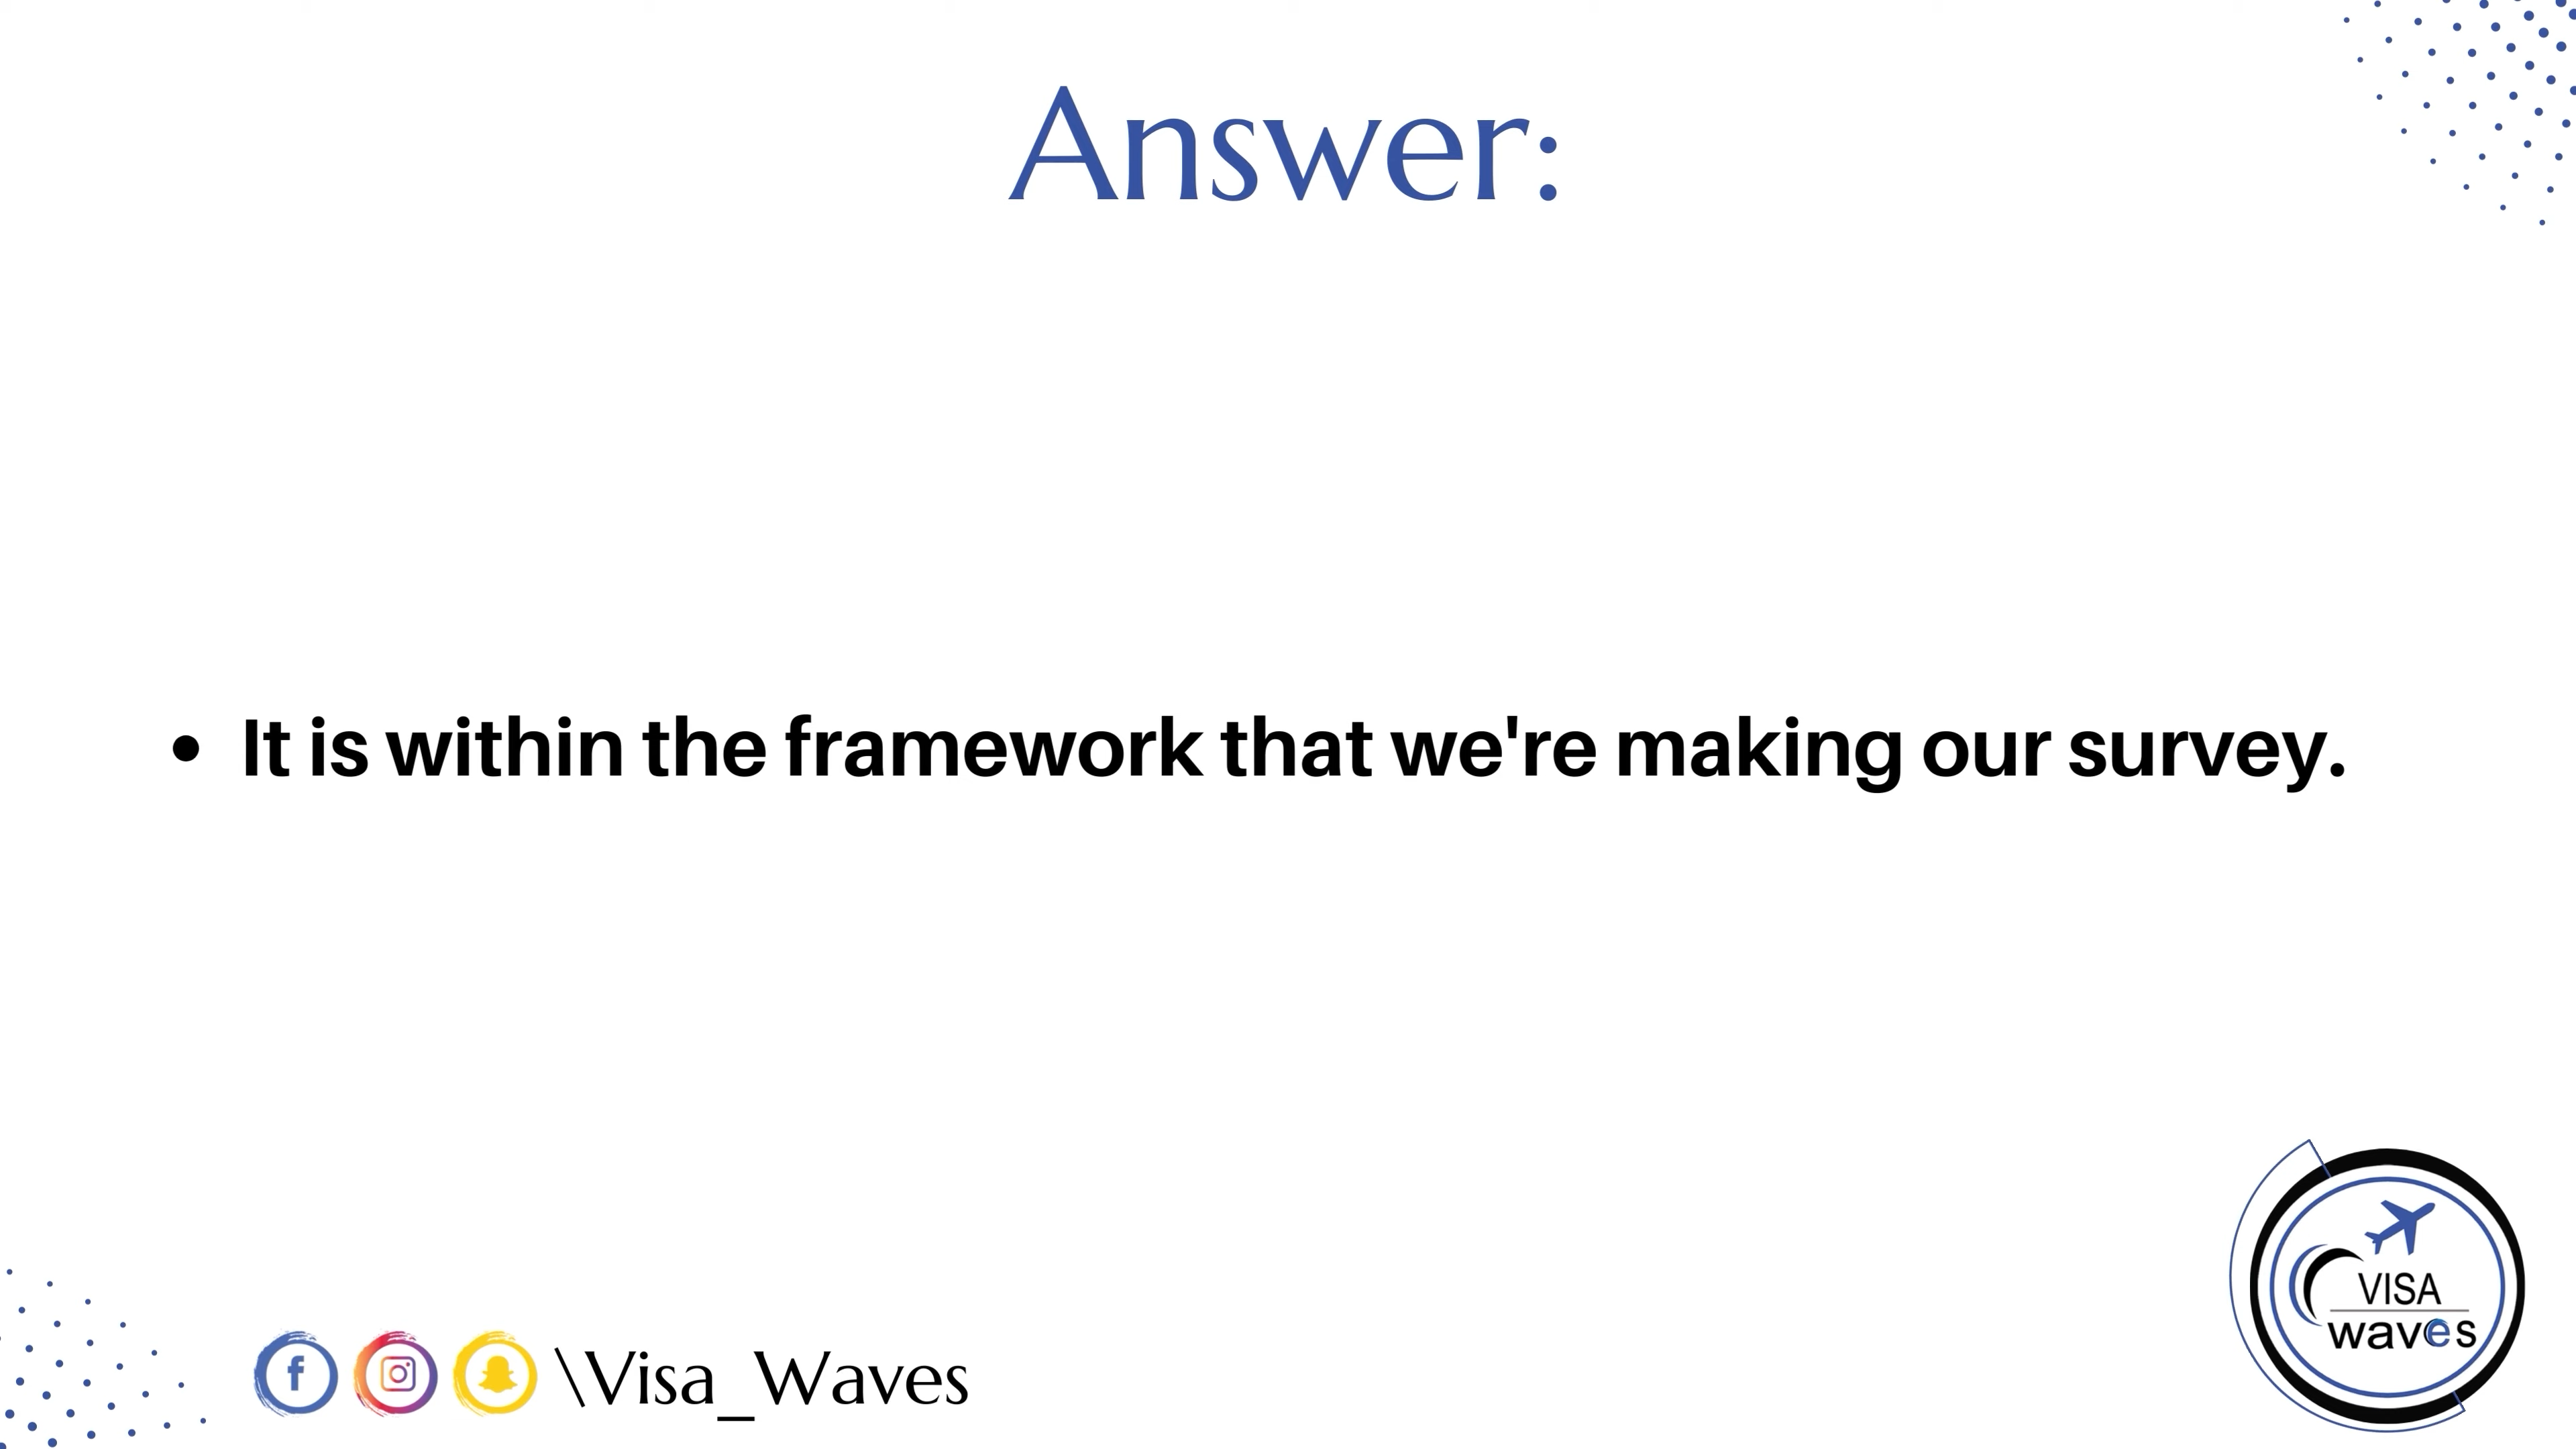 Answer:
• It is within the framework that we're making our survey.
\Visa_Waves
VISA
waves